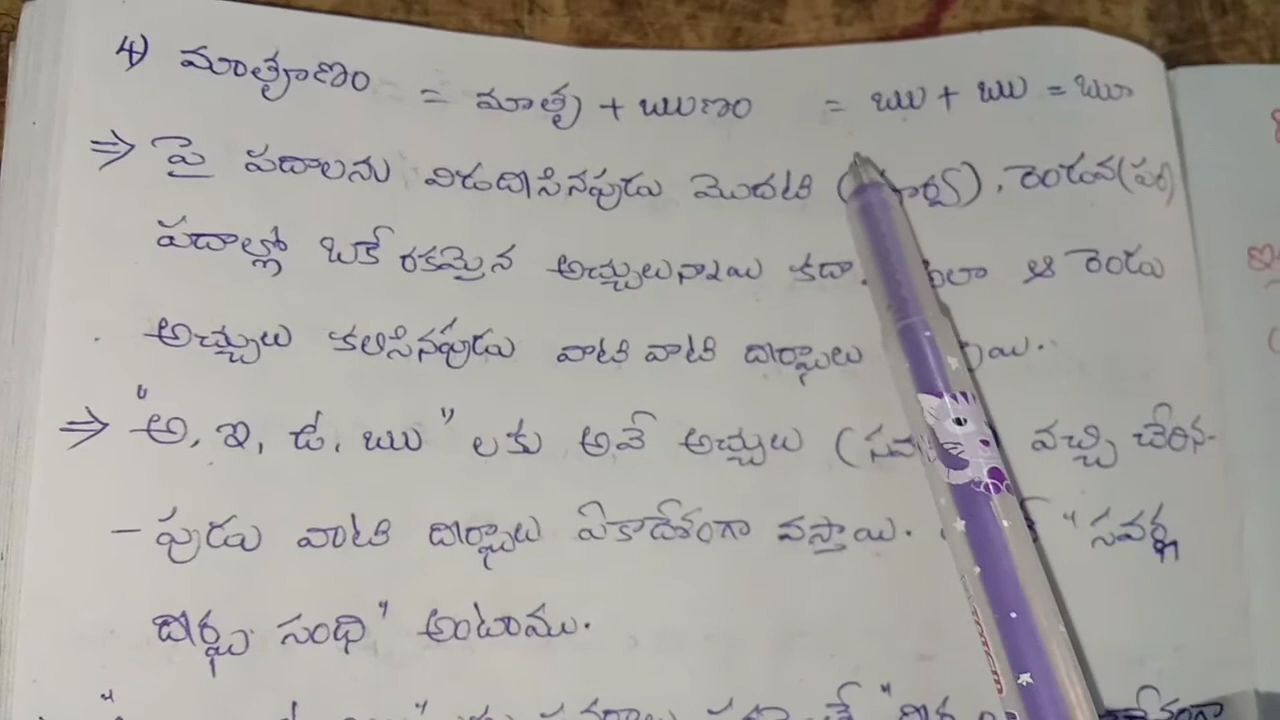 4) మాతౄణం = మాతృ + ఋణం = ఋ + ఋ = ౠ
⇒ పై పదాలను విడదీసినపుడు మొదటి రెండవ (పర)
పదాల్లో ఒకే రకమైన అచ్చులున్నాయి కదా. ఆ రెండు
అచ్చులు కలిసినపుడు వాటి వాటి దీర్ఘాలు
⇒ "అ, ఇ, ఉ, ఋ" లకు అవే అచ్చులు వచ్చి చేరిన-
- పుడు వాటి దీర్ఘాలు ఏకాదేశంగా వస్తాయి. "సవర్ణ
దీర్ఘ సంధి" అంటాము.